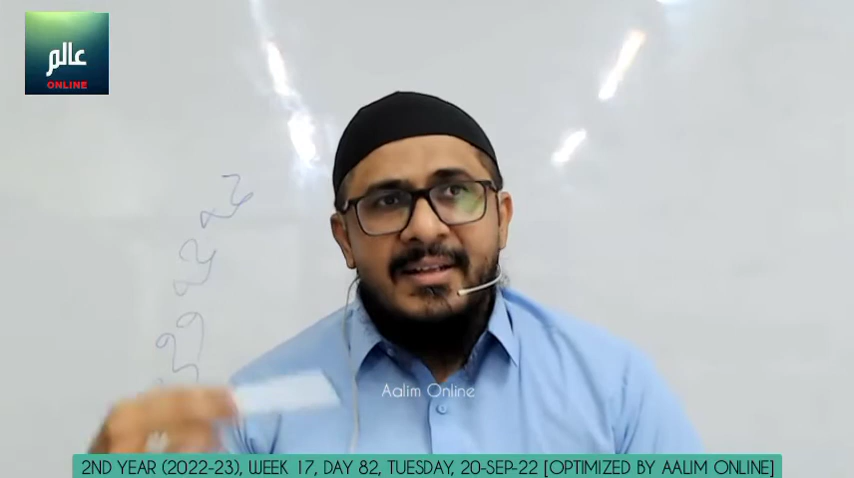 عالم
ONLINE
Aalim Online
2ND YEAR (2022-23), WEEK 17, DAY 82, TUESDAY, 20-SEP-22 [OPTIMIZED BY AALIM ONLINE]